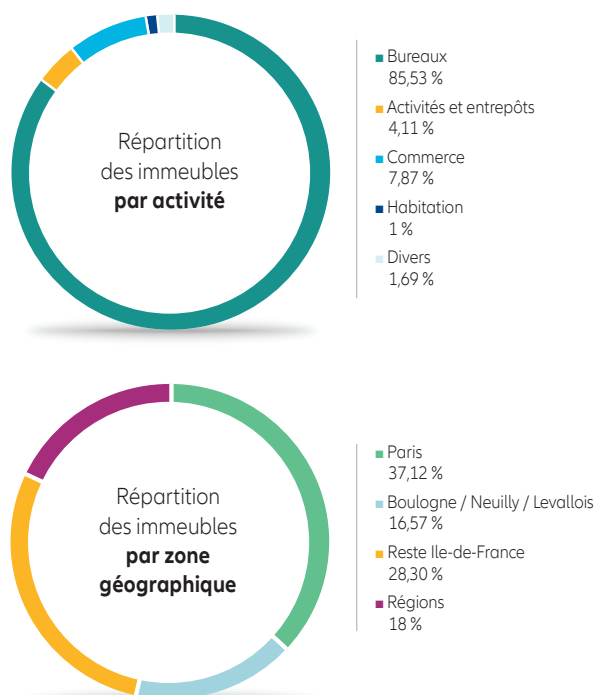 Répartition
des immeubles
par activité
Bureaux
85,53 %
Activités et entrepôts
4,11 %
Commerce
7,87 %
Habitation
1 %
Divers
1,69 %
Répartition
des immeubles
par zone
géographique
Paris
37,12 %
Boulogne / Neuilly / Levallois
16,57 %
Reste Ile-de-France
28,30 %
Régions
18 %